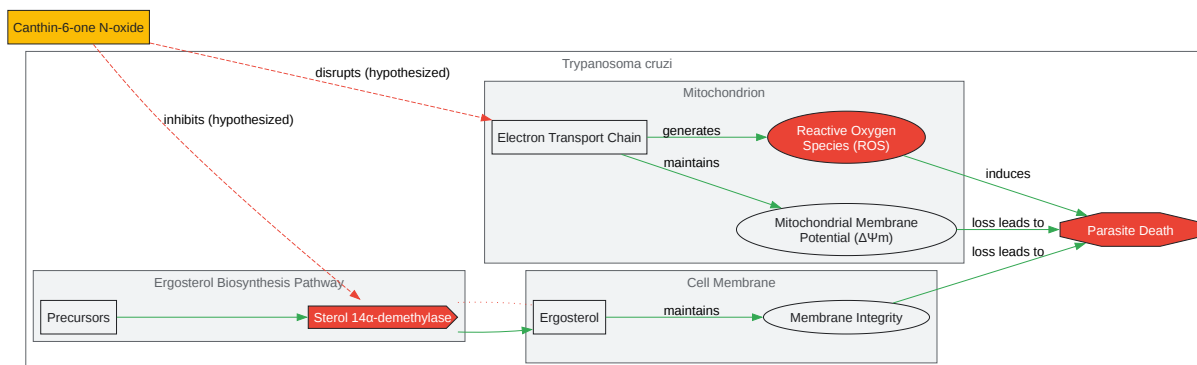 Canthin-6-one N-oxide
Trypanosoma cruzi
disrupts (hypothesized)
Mitochondrion
inhibits (hypothesized)
Electron Transport Chain
generates
Reactive Oxygen
Species (ROS)
maintains
induces
Mitochondrial Membrane
Potential (ΔΨm)
loss leads to
Parasite Death
loss leads to
Ergosterol Biosynthesis Pathway
Cell Membrane
Precursors
Sterol 14α-demethylase
Ergosterol
maintains
Membrane Integrity